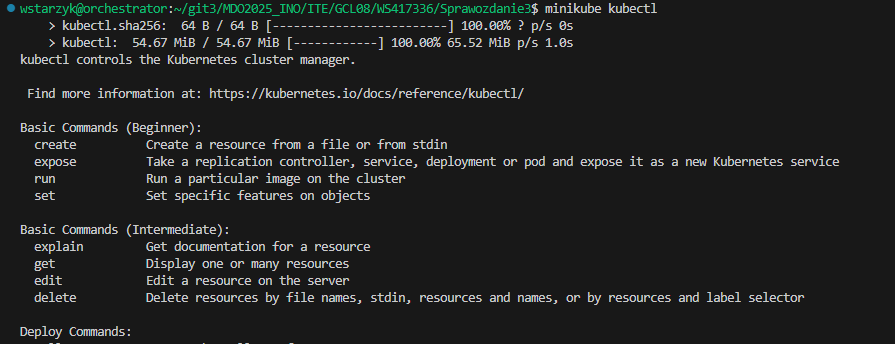 wstarzyk@orchestrator:~/git3/MDO2025_INO/ITE/GCL08/WS417336/Sprawozdanie3$ minikube kubectl
    > kubectl.sha256:  64 B / 64 B [-------------------------] 100.00% ? p/s 0s
    > kubectl:  54.67 MiB / 54.67 MiB [------------] 100.00% 65.52 MiB p/s 1.0s
kubectl controls the Kubernetes cluster manager.

 Find more information at: https://kubernetes.io/docs/reference/kubectl/

Basic Commands (Beginner):
  create          Create a resource from a file or from stdin
  expose          Take a replication controller, service, deployment or pod and expose it as a new Kubernetes service
  run             Run a particular image on the cluster
  set             Set specific features on objects

Basic Commands (Intermediate):
  explain         Get documentation for a resource
  get             Display one or many resources
  edit            Edit a resource on the server
  delete          Delete resources by file names, stdin, resources and names, or by resources and label selector

Deploy Commands: